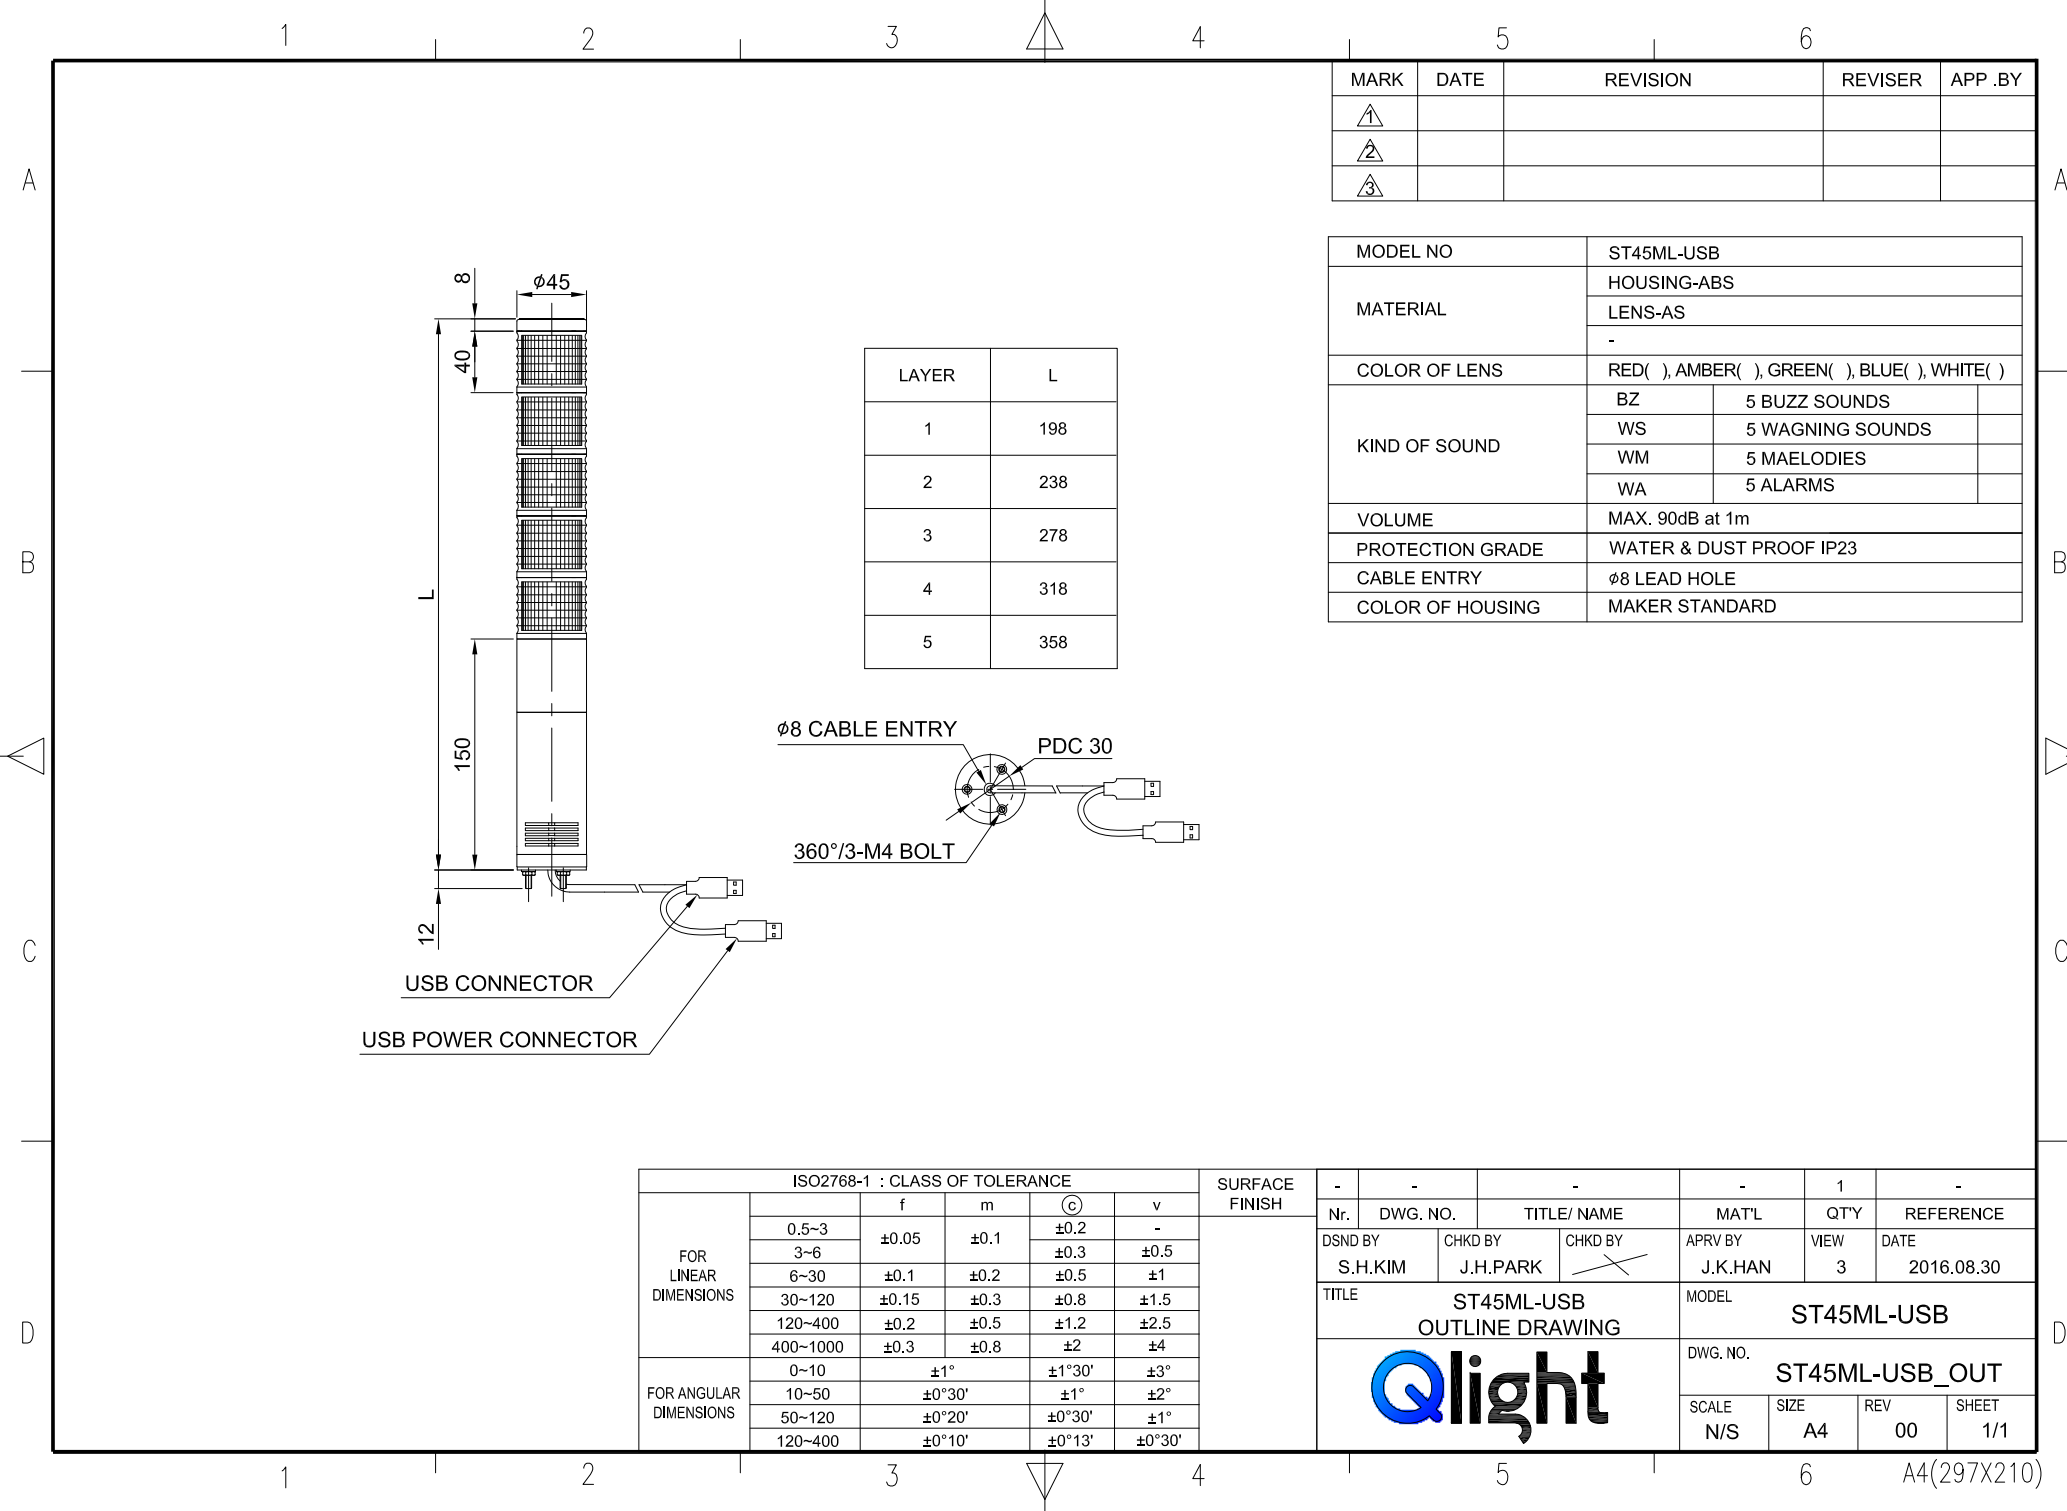 1 2 3 4 5 6
A A
B B
C C
D D
MARK DATE REVISION REVISER APP .BY
1
2
3
MODEL NO ST45ML-USB
MATERIAL HOUSING-ABS
LENS-AS
-
COLOR OF LENS RED( ), AMBER( ), GREEN( ), BLUE( ), WHITE( )
KIND OF SOUND
BZ 5 BUZZ SOUNDS
WS 5 WAGNING SOUNDS
WM 5 MAELODIES
WA 5 ALARMS
VOLUME MAX. 90dB at 1m
PROTECTION GRADE WATER & DUST PROOF IP23
CABLE ENTRY ϕ8 LEAD HOLE
COLOR OF HOUSING MAKER STANDARD
8
ϕ45
40
L
150
12
USB CONNECTOR
USB POWER CONNECTOR
LAYER L
1 198
2 238
3 278
4 318
5 358
ϕ8 CABLE ENTRY
PDC 30
360°/3-M4 BOLT
ISO2768-1 : CLASS OF TOLERANCE
f m c v
FOR
LINEAR
DIMENSIONS
0.5~3 ±0.05 ±0.1 ±0.2 -
3~6 ±0.3 ±0.5
6~30 ±0.1 ±0.2 ±0.5 ±1
30~120 ±0.15 ±0.3 ±0.8 ±1.5
120~400 ±0.2 ±0.5 ±1.2 ±2.5
400~1000 ±0.3 ±0.8 ±2 ±4
FOR ANGULAR
DIMENSIONS
0~10 ±1° ±1°30' ±3°
10~50 ±0°30' ±1° ±2°
50~120 ±0°20' ±0°30' ±1°
120~400 ±0°10' ±0°13' ±0°30'
SURFACE
FINISH
- - - - 1 -
Nr. DWG. NO. TITLE/ NAME MAT'L QT'Y REFERENCE
DSND BY CHKD BY CHKD BY APRV BY VIEW DATE
S.H.KIM J.H.PARK J.K.HAN 3 2016.08.30
TITLE
ST45ML-USB
OUTLINE DRAWING
MODEL
ST45ML-USB
Qlight
DWG. NO.
ST45ML-USB_OUT
SCALE SIZE REV SHEET
N/S A4 00 1/1
1 2 3 4 5 6
A4(297X210)